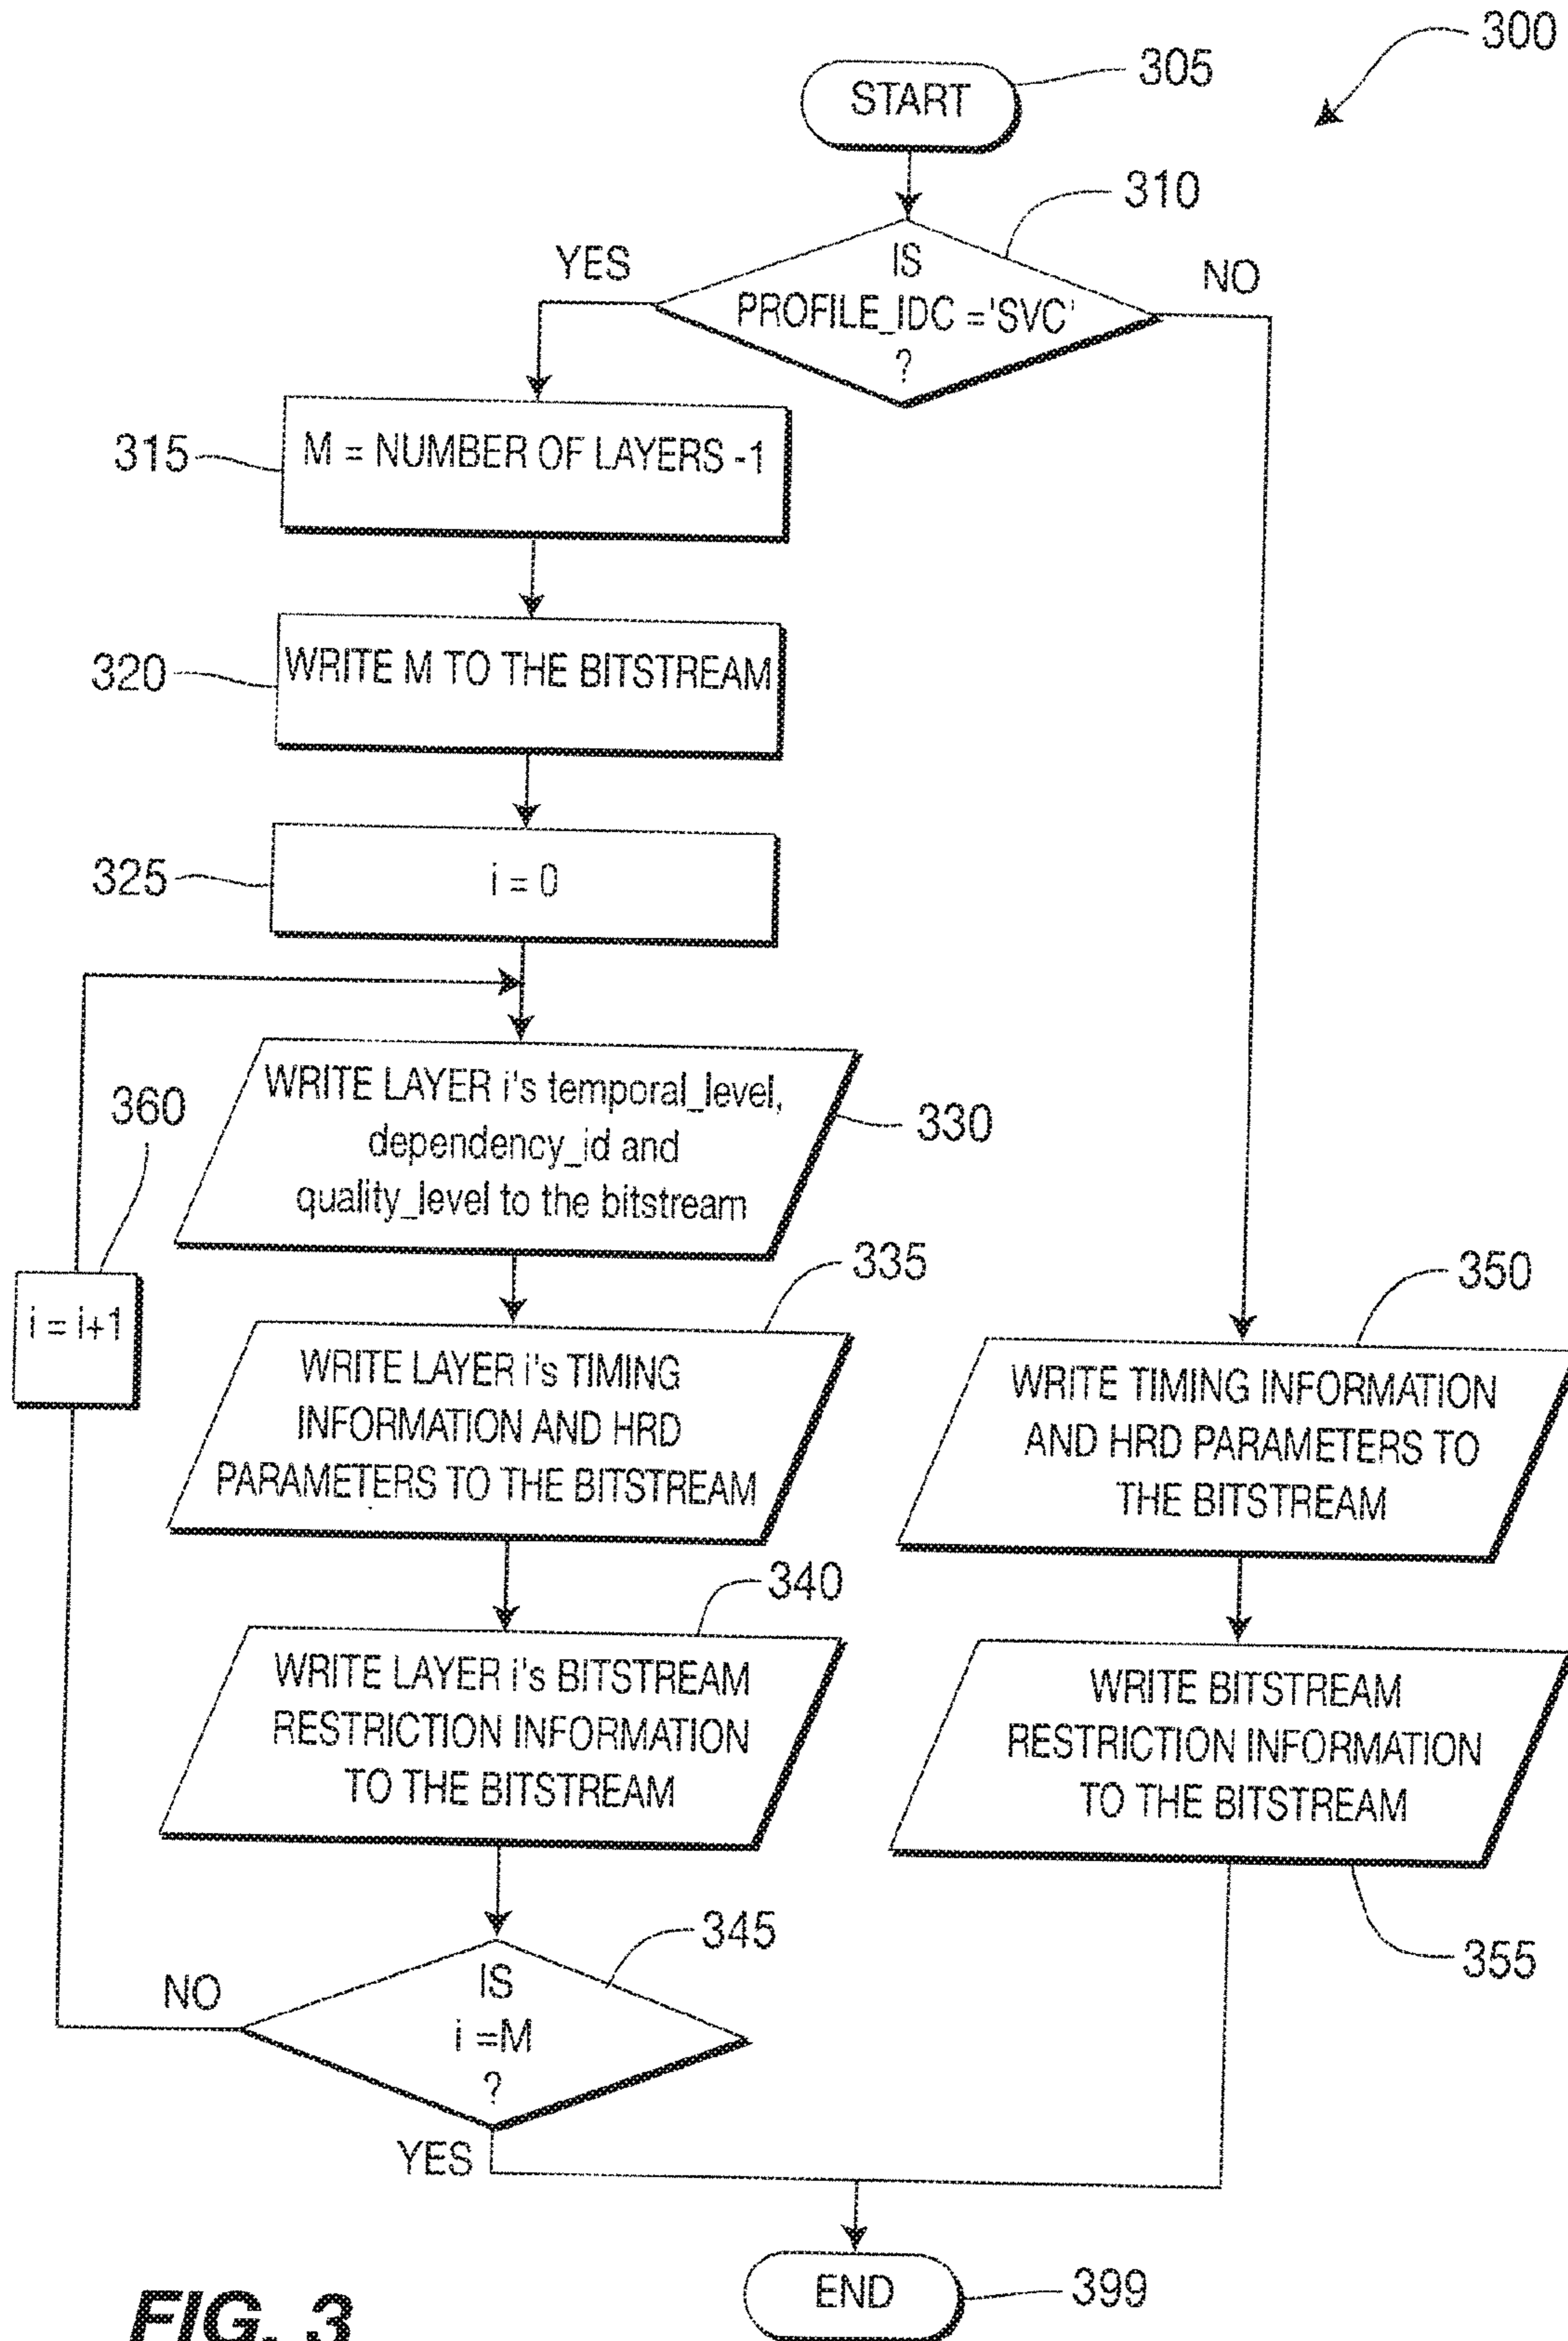 300
305
START
310
IS
PROFILE_IDC ='SVC'
?
YES
NO
315
M = NUMBER OF LAYERS -1
320
WRITE M TO THE BITSTREAM
325
i = 0
360
i = i+1
330
WRITE LAYER i's temporal_level,
dependency_id and
quality_level to the bitstream
335
WRITE LAYER i's TIMING
INFORMATION AND HRD
PARAMETERS TO THE BITSTREAM
350
WRITE TIMING INFORMATION
AND HRD PARAMETERS TO
THE BITSTREAM
340
WRITE LAYER i's BITSTREAM
RESTRICTION INFORMATION
TO THE BITSTREAM
WRITE BITSTREAM
RESTRICTION INFORMATION
TO THE BITSTREAM
355
345
IS
i =M
?
NO
YES
END
399
FIG. 3